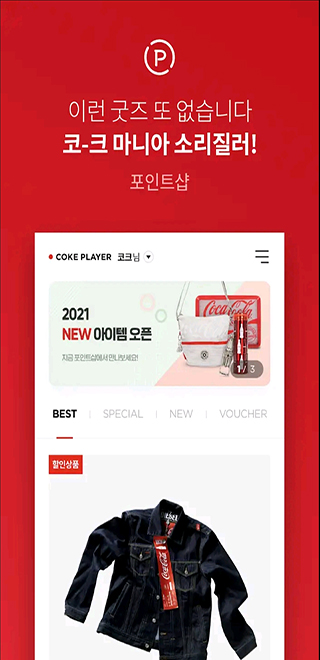 P
이런 굿즈 또 없습니다
코-크 마니아 소리질러!
포인트샵
COKE PLAYER 코크님
2021
NEW 아이템 오픈
지금 포인트샵에서 만나보세요!
Coca-Cola
1 / 3
BEST | SPECIAL | NEW | VOUCHER
할인상품
Coca-Cola